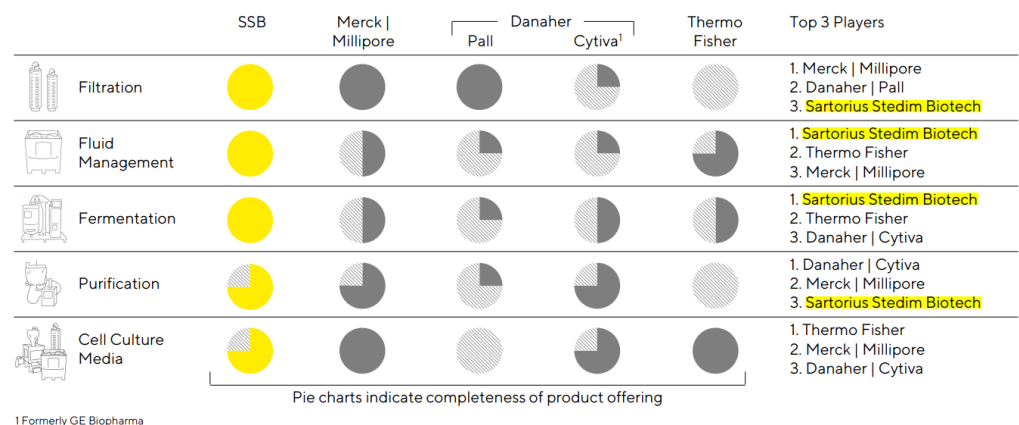 SSB
Merck |
Millipore
Danaher
Pall
Cytiva1
Thermo
Fisher
Top 3 Players
Filtration
1. Merck | Millipore
2. Danaher | Pall
3. Sartorius Stedim Biotech
Fluid
Management
1. Sartorius Stedim Biotech
2. Thermo Fisher
3. Merck | Millipore
Fermentation
1. Sartorius Stedim Biotech
2. Thermo Fisher
3. Danaher | Cytiva
Purification
1. Danaher | Cytiva
2. Merck | Millipore
3. Sartorius Stedim Biotech
Cell Culture
Media
1. Thermo Fisher
2. Merck | Millipore
3. Danaher | Cytiva
Pie charts indicate completeness of product offering
1 Formerly GE Biopharma